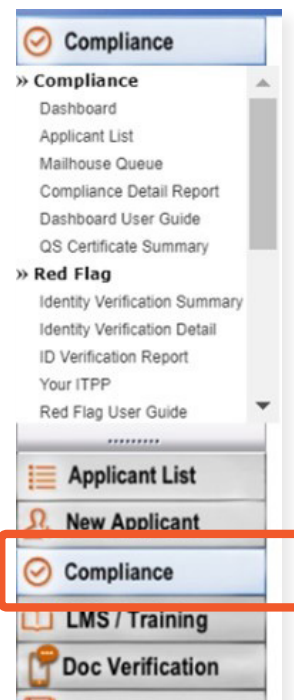 Compliance
» Compliance
Dashboard
Applicant List
Mailhouse Queue
Compliance Detail Report
Dashboard User Guide
QS Certificate Summary
» Red Flag
Identity Verification Summary
Identity Verification Detail
ID Verification Report
Your ITPP
Red Flag User Guide
Applicant List
New Applicant
Compliance
LMS / Training
Doc Verification